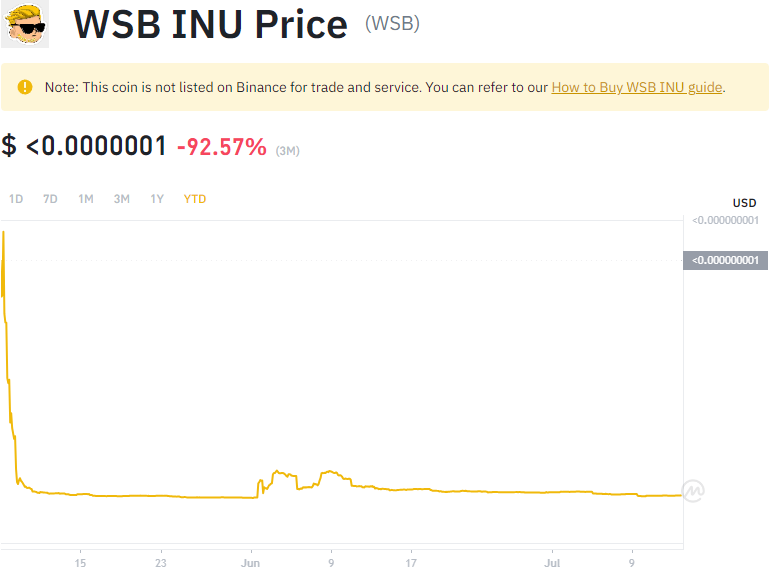 WSB INU Price (WSB)
Note: This coin is not listed on Binance for trade and service. You can refer to our How to Buy WSB INU guide.
$ <0.0000001 -92.57% (3M)
1D 7D 1M 3M 1Y YTD
USD
<0.000000001
<0.000000001
15 23 Jun 9 17 Jul 9